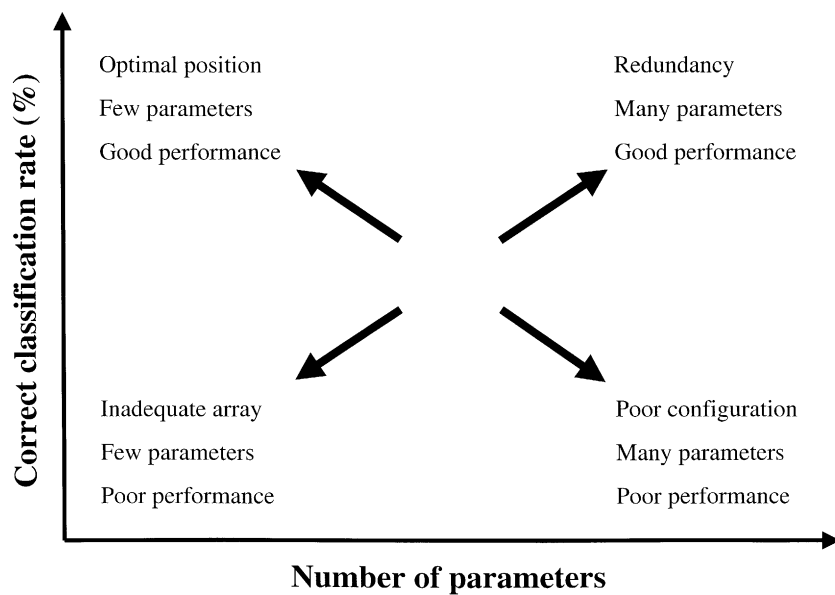 Correct classification rate (%)
Optimal position
Few parameters
Good performance
Redundancy
Many parameters
Good performance
Inadequate array
Few parameters
Poor performance
Poor configuration
Many parameters
Poor performance
Number of parameters